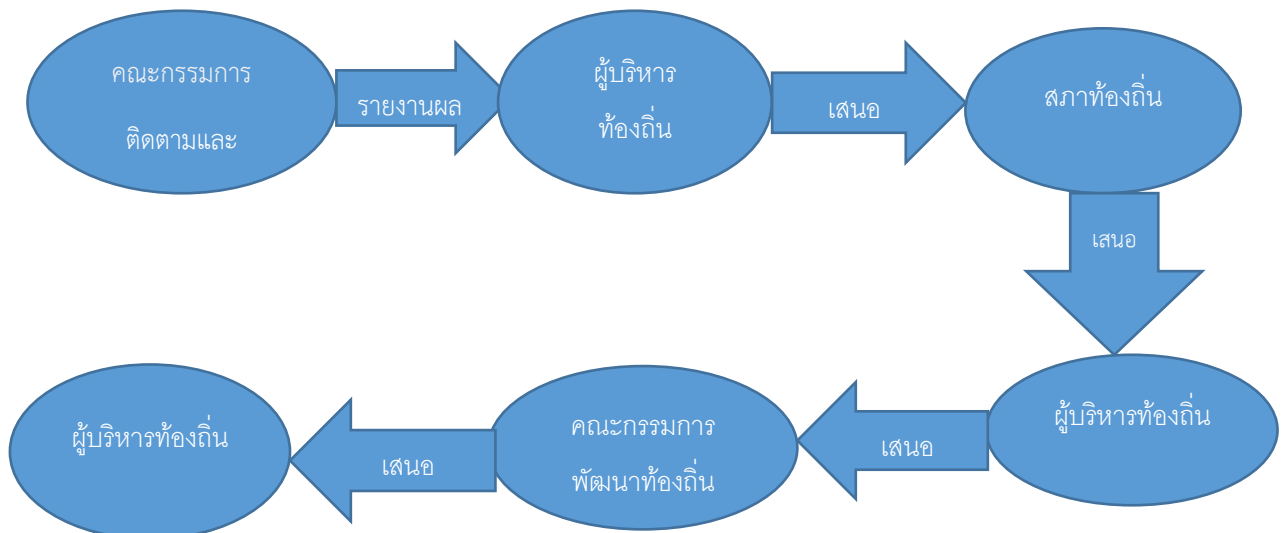 คณะกรรมการ
ติดตามและ
รายงานผล
ผู้บริหาร
ท้องถิ่น
เสนอ
สภาท้องถิ่น
เสนอ
ผู้บริหารท้องถิ่น
เสนอ
คณะกรรมการ
พัฒนาท้องถิ่น
เสนอ
ผู้บริหารท้องถิ่น